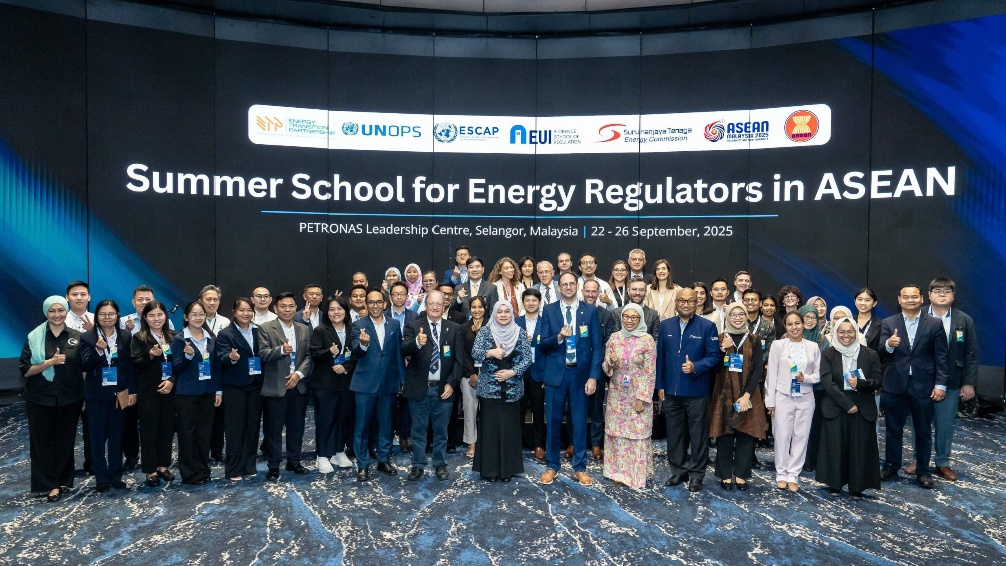 ETP ENERGY
TRANSITION
PARTNERSHIP
UNOPS
ESCAP
EUI
FLORENCE
SCHOOL OF
REGULATION
Suruhanjaya Tenaga
Energy Commission
ASEAN
MALAYSIA 2025
asean
Summer School for Energy Regulators in ASEAN
PETRONAS Leadership Centre, Selangor, Malaysia | 22 - 26 September, 2025